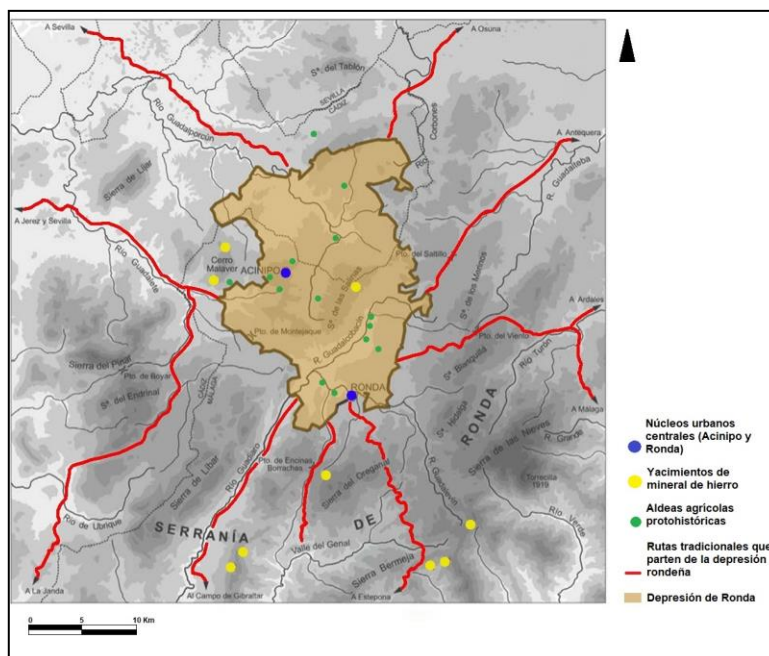 A Sevilla
A Osuna
Sª. del Tablón
SEVILLA
CÁDIZ
Río Guadalporcún
Río
Corbones
A Antequera
R. Guadalteba
Sierra de Líjar
A Jerez y Sevilla
Río Guadalete
Cerro
Malaver
ACINIPO
Pto. del Saltillo
Sª. de los Merinos
Sª. de las Salinas
A Ardales
Pto. de Montejaque
R. Guadalcobacín
Pto. del Viento
Río Turón
Sierra del Pinar
Pto. de Boyar
Sª. del Endrinal
CÁDIZ
MÁLAGA
Sª. Blanquilla
RONDA
Sª. Hidalga
RONDA
A Málaga
R. Grande
Sierra de las Nieves
Torrecilla
1919
Río Guadiaro
Pto. de Encinas
Borrachas
Sierra del Oreganal
R. Guadalevín
Río Verde
Sierra de Líbar
Río de Ubrique
SERRANÍA
DE
Valle del Genal
Sierra Bermeja
A La Janda
Al Campo de Gibraltar
A Estepona
0 5 10 Km
Núcleos urbanos
centrales (Acinipo y
Ronda)
Yacimientos de
mineral de hierro
Aldeas agrícolas
protohistóricas
Rutas tradicionales que
parten de la depresión
rondeña
Depresión de Ronda